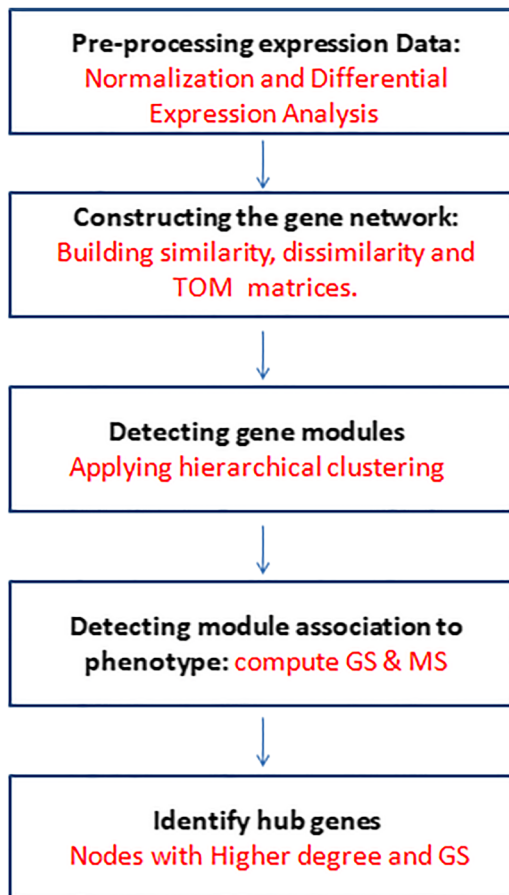 Pre-processing expression Data:
Normalization and Differential
Expression Analysis
Constructing the gene network:
Building similarity, dissimilarity and
TOM matrices.
Detecting gene modules
Applying hierarchical clustering
Detecting module association to
phenotype: compute GS & MS
Identify hub genes
Nodes with Higher degree and GS